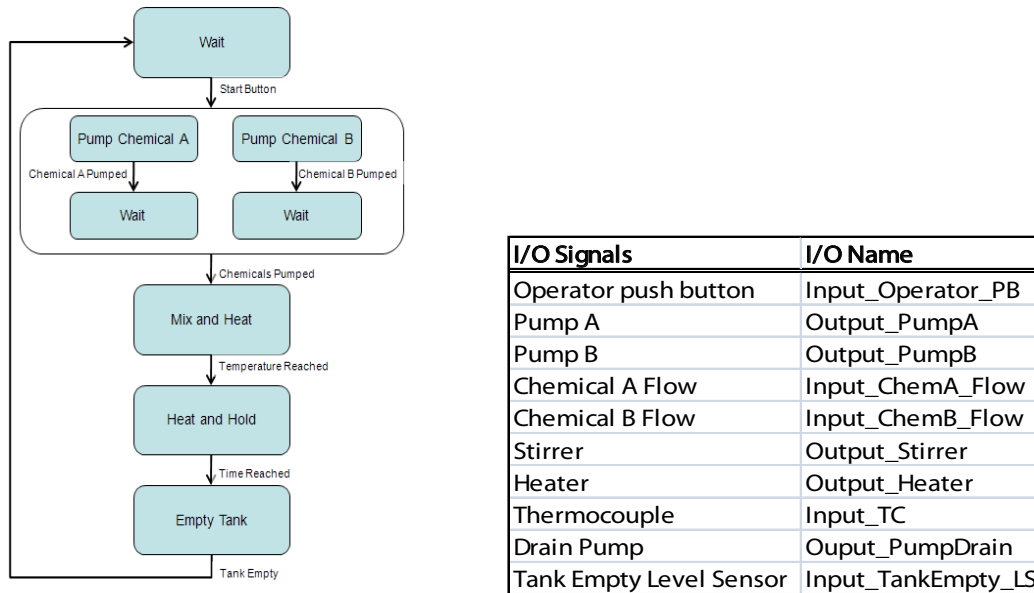 Wait
Start Button
Pump Chemical A
Pump Chemical B
Chemical A Pumped
Chemical B Pumped
Wait
Wait
Chemicals Pumped
Mix and Heat
Temperature Reached
Heat and Hold
Time Reached
Empty Tank
Tank Empty
I/O Signals I/O Name
Operator push button Input_Operator_PB
Pump A Output_PumpA
Pump B Output_PumpB
Chemical A Flow Input_ChemA_Flow
Chemical B Flow Input_ChemB_Flow
Stirrer Output_Stirrer
Heater Output_Heater
Thermocouple Input_TC
Drain Pump Ouput_PumpDrain
Tank Empty Level Sensor Input_TankEmpty_LS